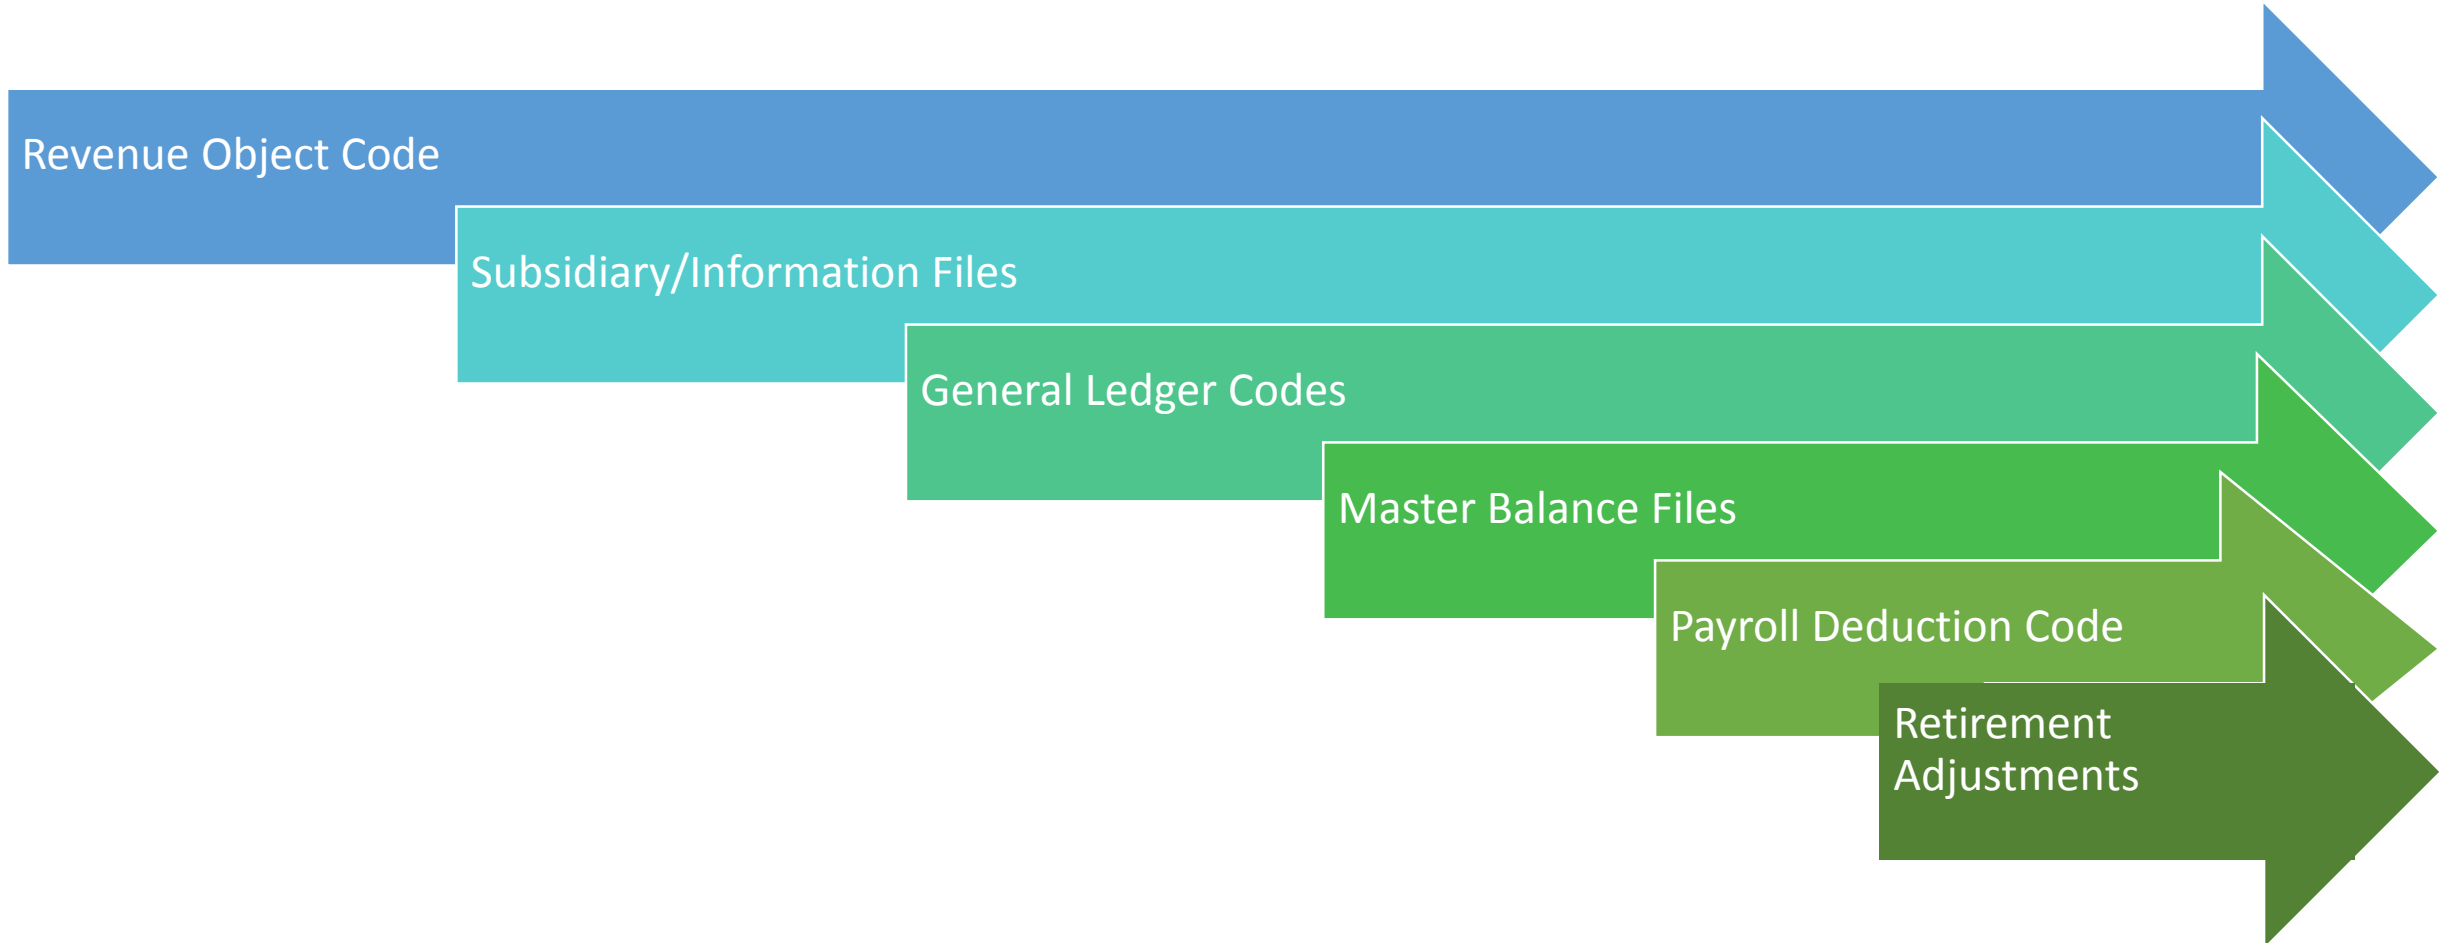 Revenue Object Code
Subsidiary/Information Files
General Ledger Codes
Master Balance Files
Payroll Deduction Code
Retirement
Adjustments